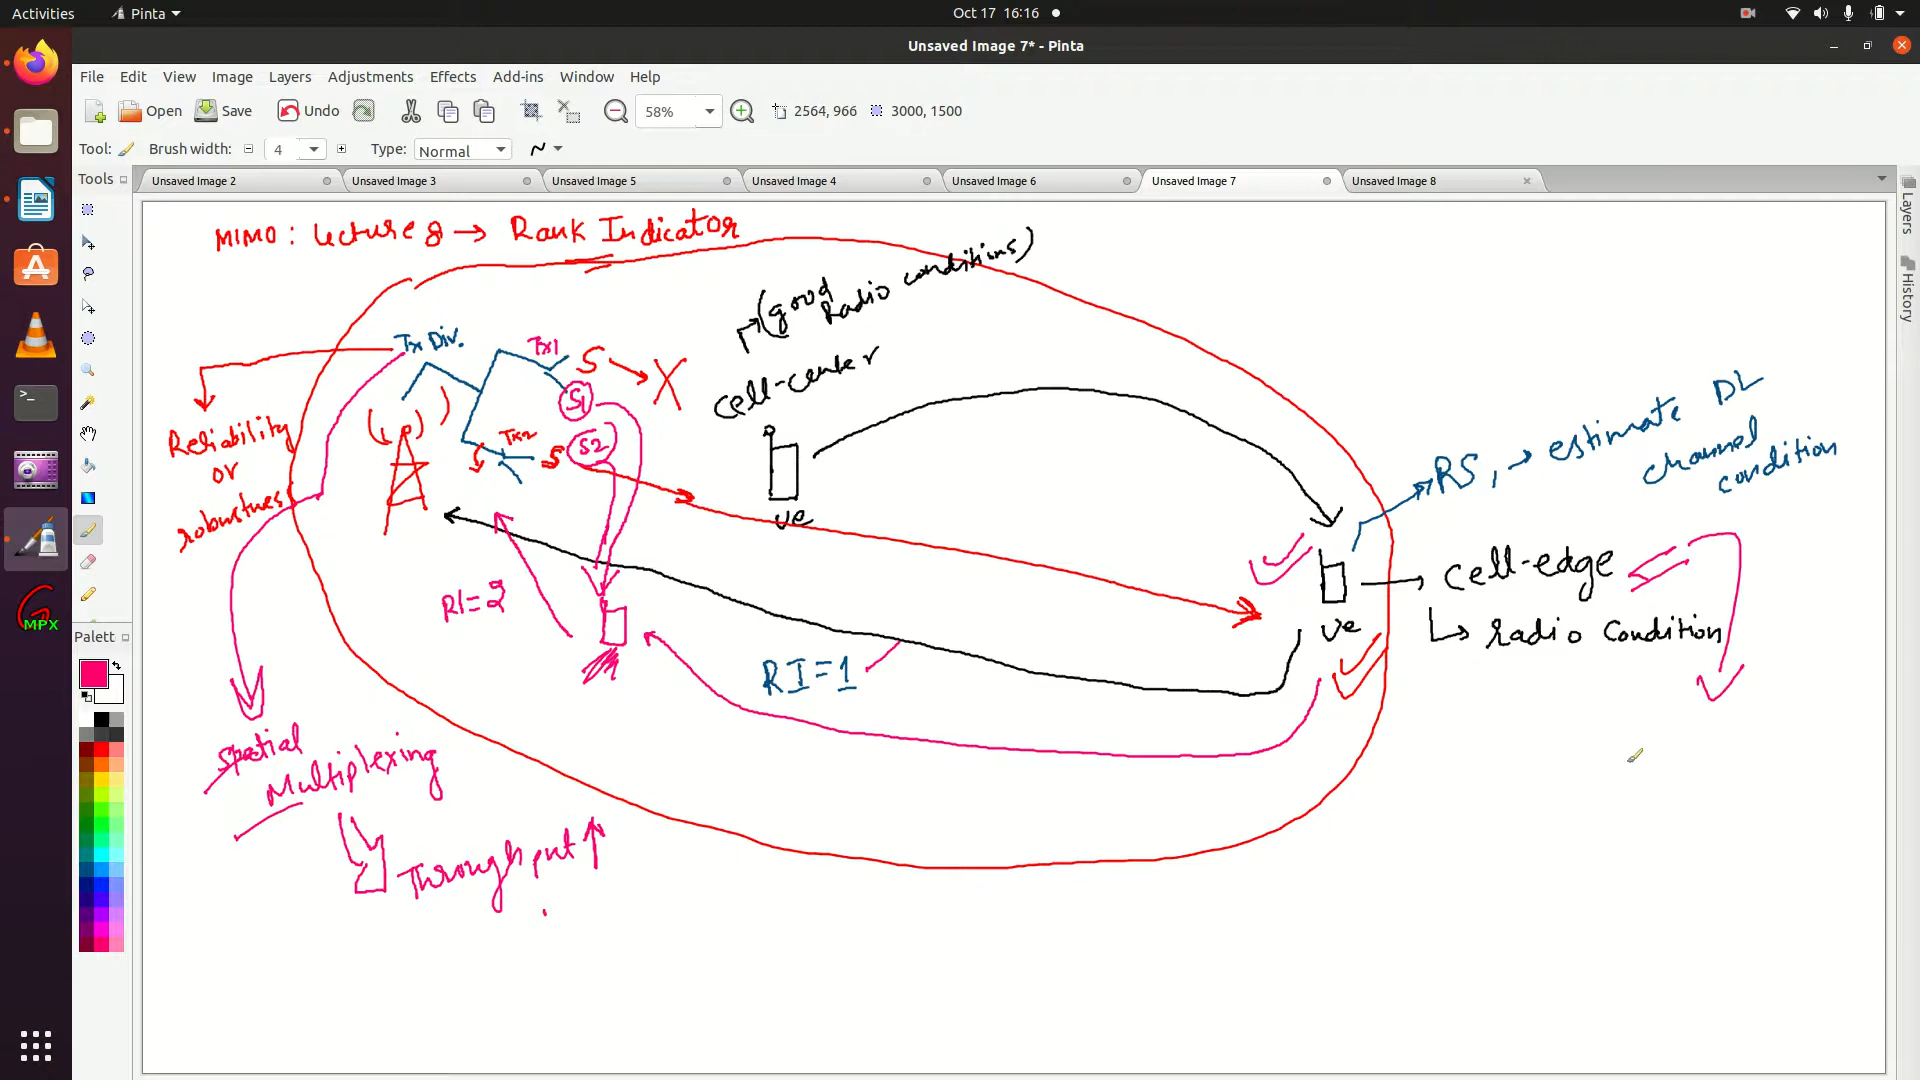 Activities
Pinta
Oct 17 16:16
Unsaved Image 7* - Pinta
File Edit View Image Layers Adjustments Effects Add-ins Window Help
Open Save Undo 58% 2564, 966 3000, 1500
Tool: Brush width: 4 Type: Normal
Tools
Unsaved Image 2
Unsaved Image 3
Unsaved Image 5
Unsaved Image 4
Unsaved Image 6
Unsaved Image 7
Unsaved Image 8
Layers
History
Palett
MPX
MIMO : Lecture 8 → Rank Indicator
(good
Radio conditions)
cell-center
ue
Tx Div.
Tx1
S → X
S1
Tx2
S
S2
Reliability
or
robustness
RI=2
RI=1
RS, → estimate DL
channel
condition
cell-edge
ue
radio condition
spatial
Multiplexing
Throughput ↑